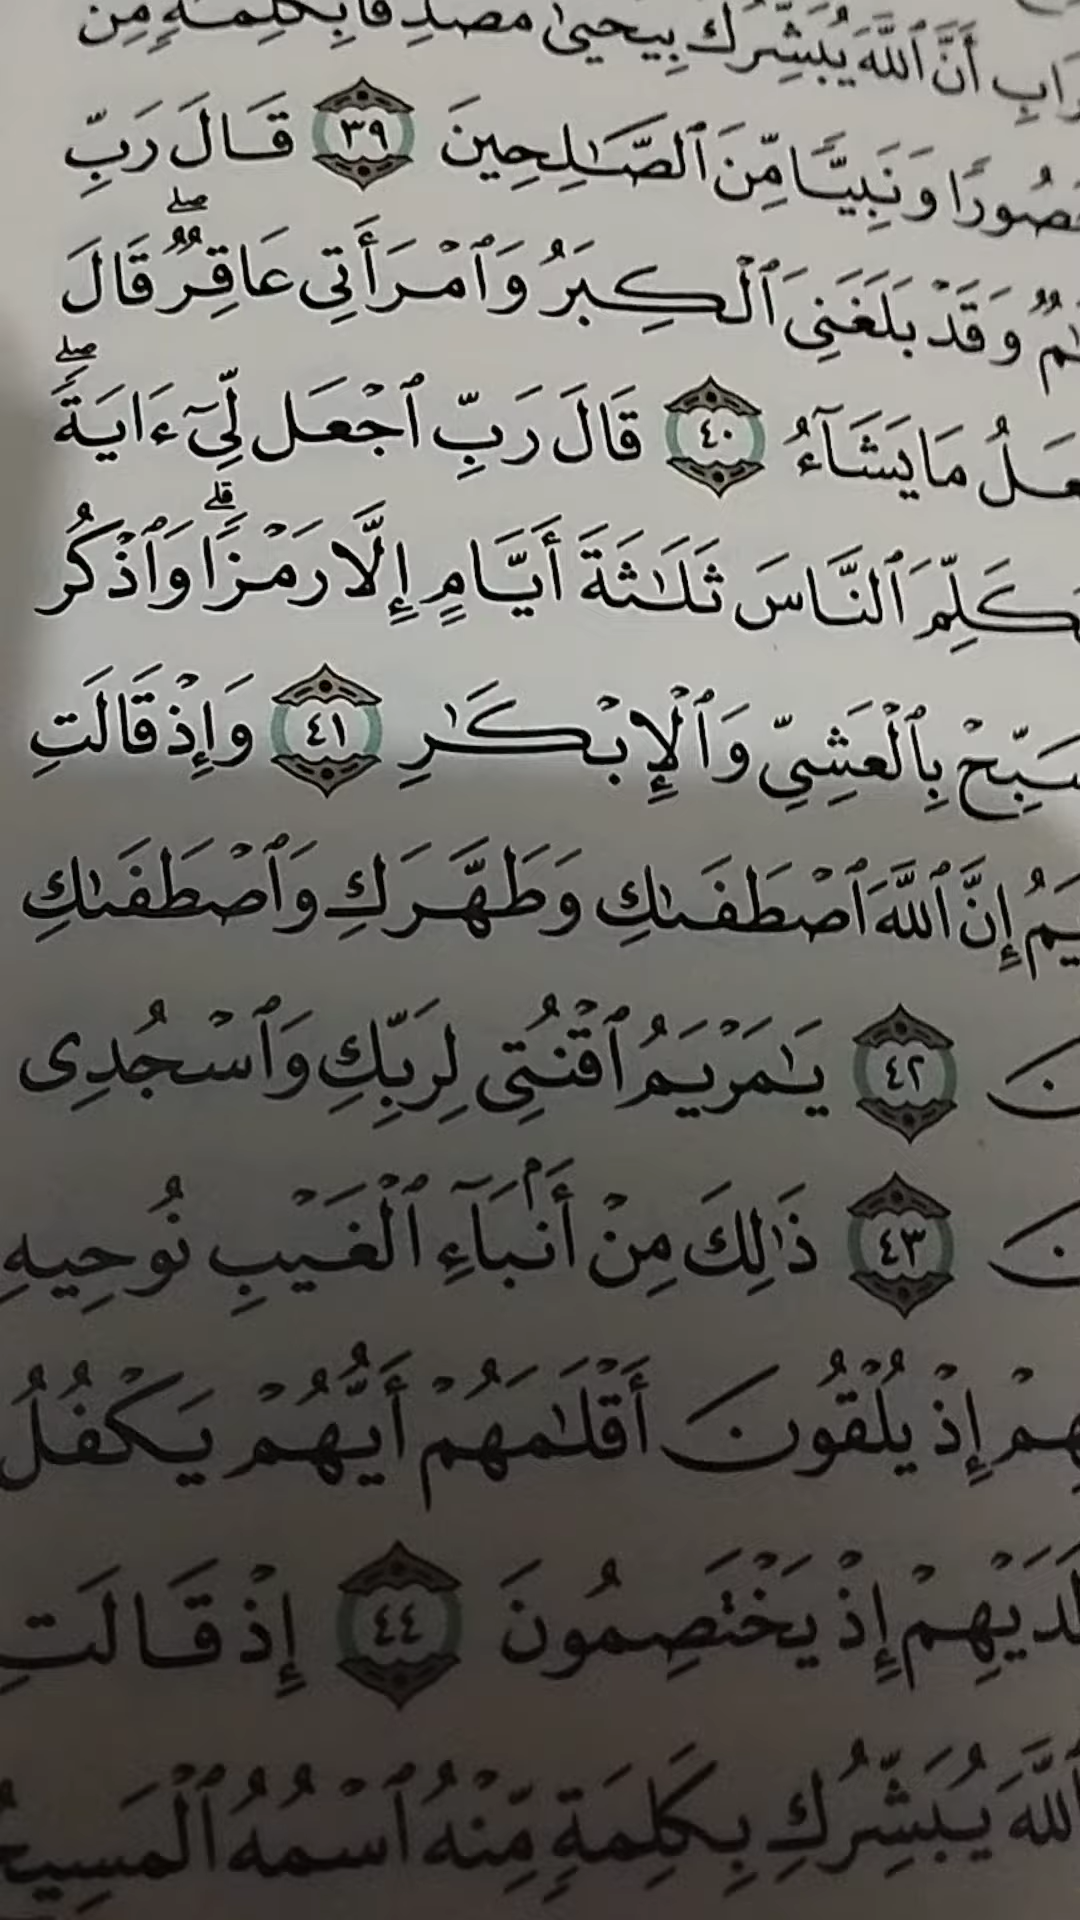 أَنَّ ٱللَّهَ يُبَشِّرُكَ بِيَحْيَىٰ مُصَدِّقًۢا بِكَلِمَةٍ مِّنَ
وَنَبِيًّا مِّنَ ٱلصَّـٰلِحِينَ ٣٩ قَالَ رَبِّ
وَقَدْ بَلَغَنِىَ ٱلْكِبَرُ وَٱمْرَأَتِى عَاقِرٌ ۖ قَالَ
مَا يَشَآءُ ٤٠ قَالَ رَبِّ ٱجْعَل لِّىٓ ءَايَةً ۖ
ٱلنَّاسَ ثَلَـٰثَةَ أَيَّامٍ إِلَّا رَمْزًا ۗ وَٱذْكُر
بِٱلْعَشِىِّ وَٱلْإِبْكَـٰرِ ٤١ وَإِذْ قَالَتِ
إِنَّ ٱللَّهَ ٱصْطَفَىٰكِ وَطَهَّرَكِ وَٱصْطَفَىٰكِ
٤٢ يَـٰمَرْيَمُ ٱقْنُتِى لِرَبِّكِ وَٱسْجُدِى
٤٣ ذَٰلِكَ مِنْ أَنۢبَآءِ ٱلْغَيْبِ نُوحِيهِ
إِذْ يُلْقُونَ أَقْلَـٰمَهُمْ أَيُّهُمْ يَكْفُلُ
لَدَيْهِمْ إِذْ يَخْتَصِمُونَ ٤٤ إِذْ قَالَتِ
ٱللَّهَ يُبَشِّرُكِ بِكَلِمَةٍ مِّنْهُ ٱسْمُهُ ٱلْمَسِيحُ